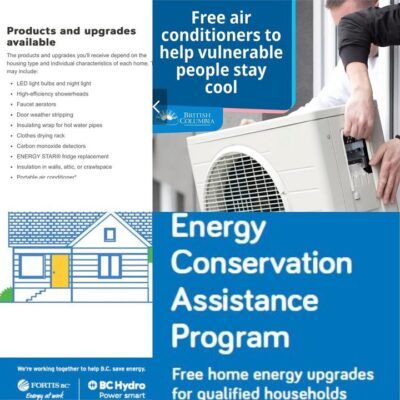 Products and upgrades
available
The products and upgrades you'll receive depend on the
housing type and individual characteristics of each home. T
may include:
• LED light bulbs and night light
• High-efficiency showerheads
• Faucet aerators
• Door weather stripping
• Insulating wrap for hot water pipes
• Clothes drying rack
• Carbon monoxide detectors
• ENERGY STAR® fridge replacement
• Insulation in walls, attic, or crawlspace
• Portable air conditioner*
Free air
conditioners to
help vulnerable
people stay
cool
BRITISH
COLUMBIA
Energy
Conservation
Assistance
Program
Free home energy upgrades
for qualified households
We're working together to help B.C. save energy.
FORTIS BC
Energy at work
BC Hydro
Power smart